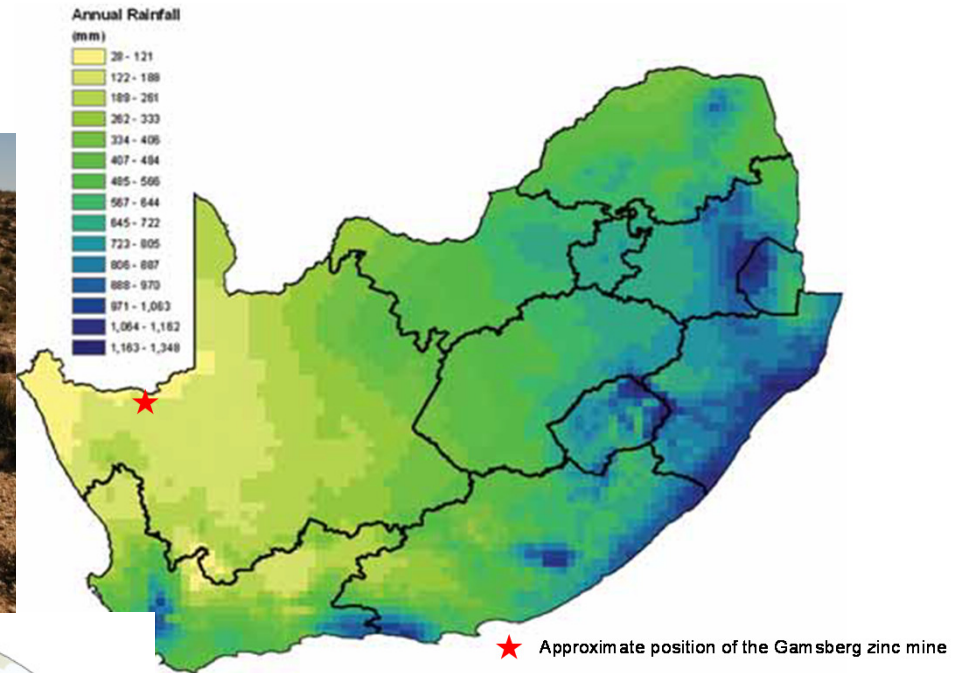 Annual Rainfall
(mm)
28 - 121
122 - 188
189 - 261
262 - 333
334 - 406
407 - 484
485 - 566
567 - 644
645 - 722
723 - 805
806 - 887
888 - 970
971 - 1,063
1,064 - 1,162
1,163 - 1,348
Approximate position of the Gamsberg zinc mine